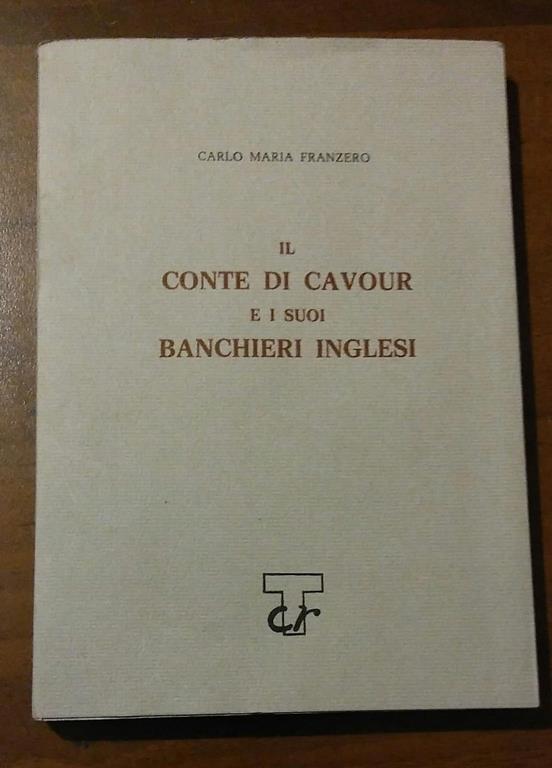 CARLO MARIA FRANZERO
IL
CONTE DI CAVOUR
E I SUOI
BANCHIERI INGLESI
T
cr